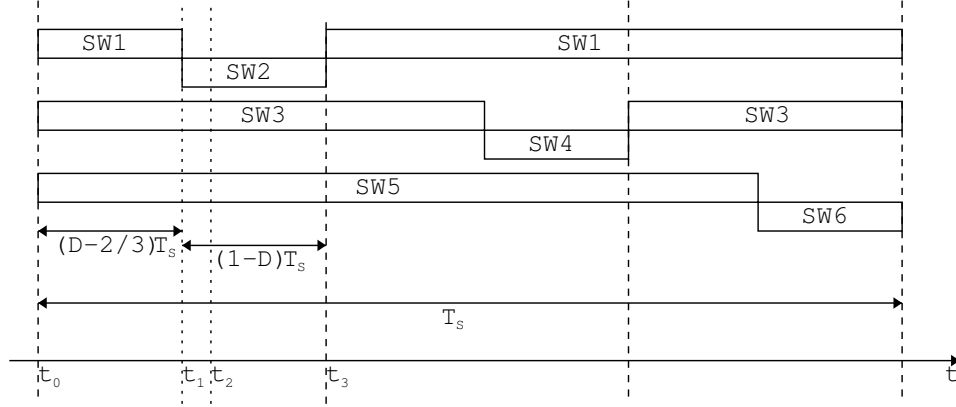 SW1 SW1
SW2
SW3 SW3
SW4
SW5
SW6
(D-2/3)Ts
(1-D)Ts
Ts
t0 t1 t2 t3 t